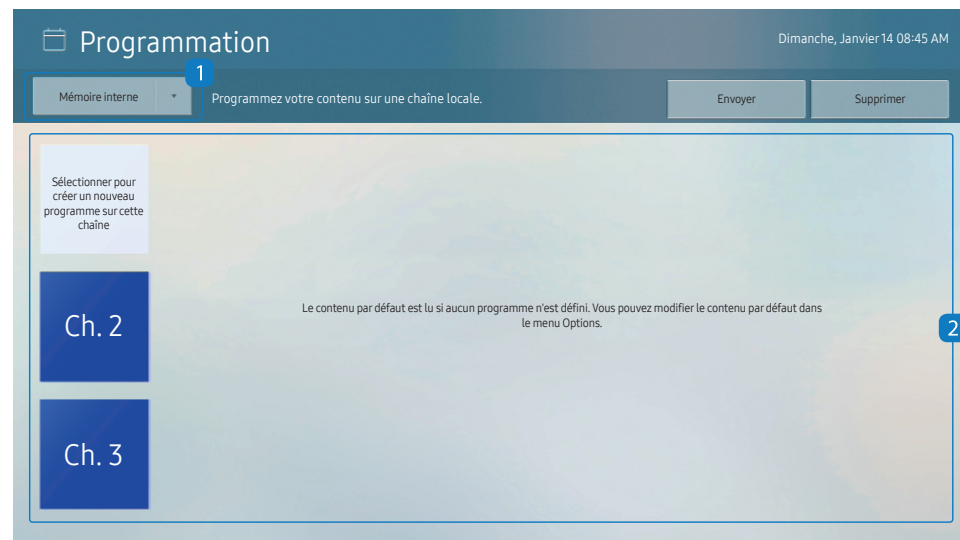 Programmation
Dimanche, Janvier 14 08:45 AM
1
Mémoire interne
Programmez votre contenu sur une chaîne locale.
Envoyer
Supprimer
Sélectionner pour
créer un nouveau
programme sur cette
chaîne
Ch. 2
Le contenu par défaut est lu si aucun programme n'est défini. Vous pouvez modifier le contenu par défaut dans
le menu Options.
2
Ch. 3